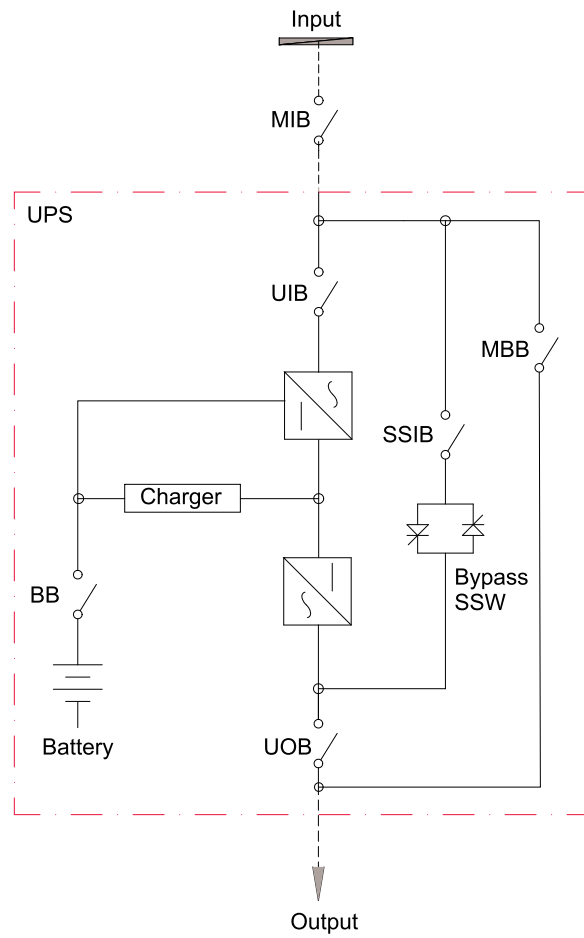 Input
MIB
UPS
UIB
MBB
SSIB
Charger
Bypass
SSW
BB
Battery
UOB
Output